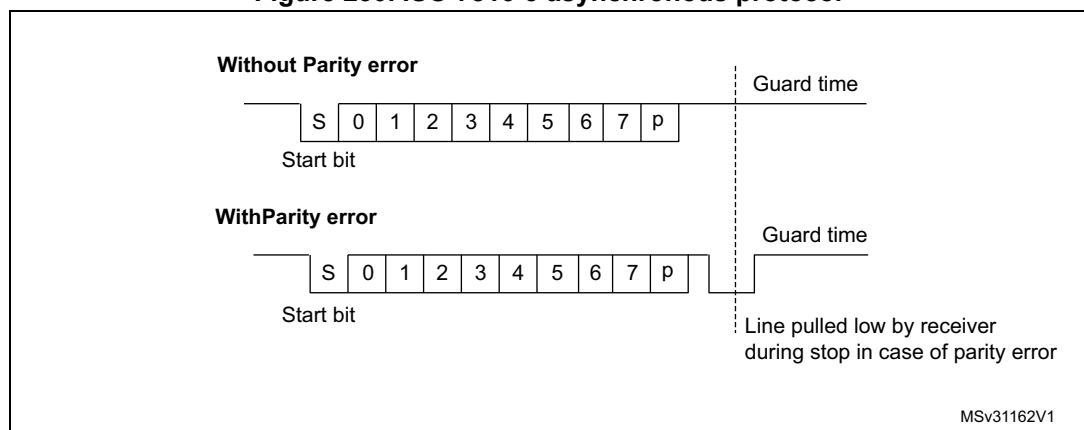 Without Parity error
Guard time
S 0 1 2 3 4 5 6 7 p
Start bit
WithParity error
Guard time
S 0 1 2 3 4 5 6 7 p
Start bit
Line pulled low by receiver
during stop in case of parity error
MSv31162V1